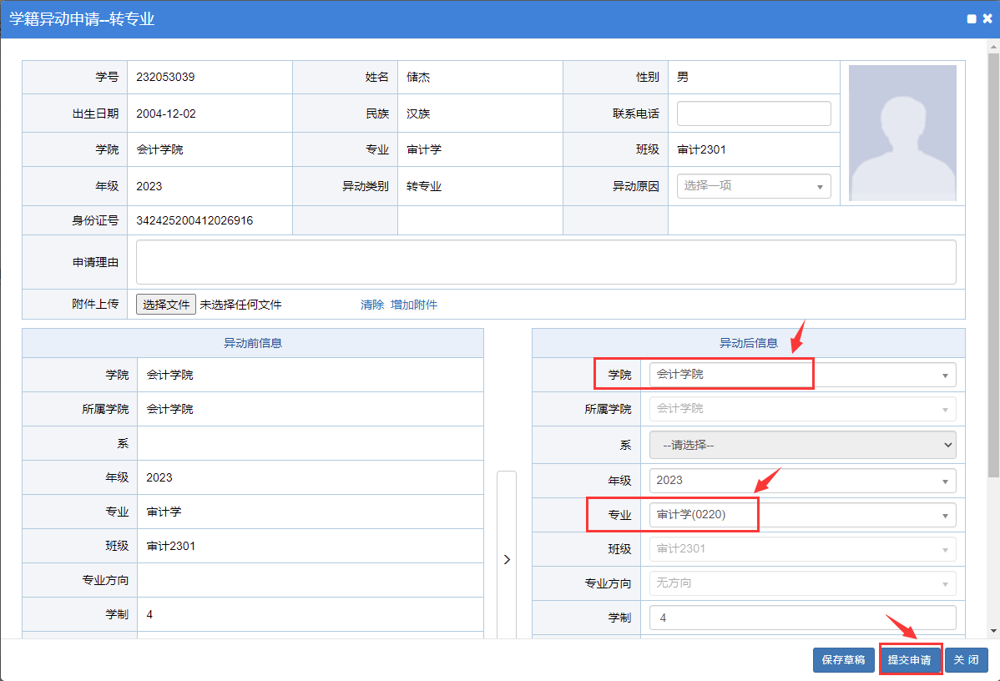 学籍异动申请--转专业
学号 232053039 姓名 储杰 性别 男
出生日期 2004-12-02 民族 汉族 联系电话
学院 会计学院 专业 审计学 班级 审计2301
年级 2023 异动类别 转专业 异动原因 选择一项
身份证号 342425200412026916
申请理由
附件上传 选择文件 未选择任何文件 清除 增加附件
异动前信息
学院 会计学院
所属学院 会计学院
系
年级 2023
专业 审计学
班级 审计2301
专业方向
学制 4
异动后信息
学院 会计学院
所属学院 会计学院
系 --请选择--
年级 2023
专业 审计学(0220)
班级 审计2301
专业方向 无方向
学制 4
保存草稿 提交申请 关 闭